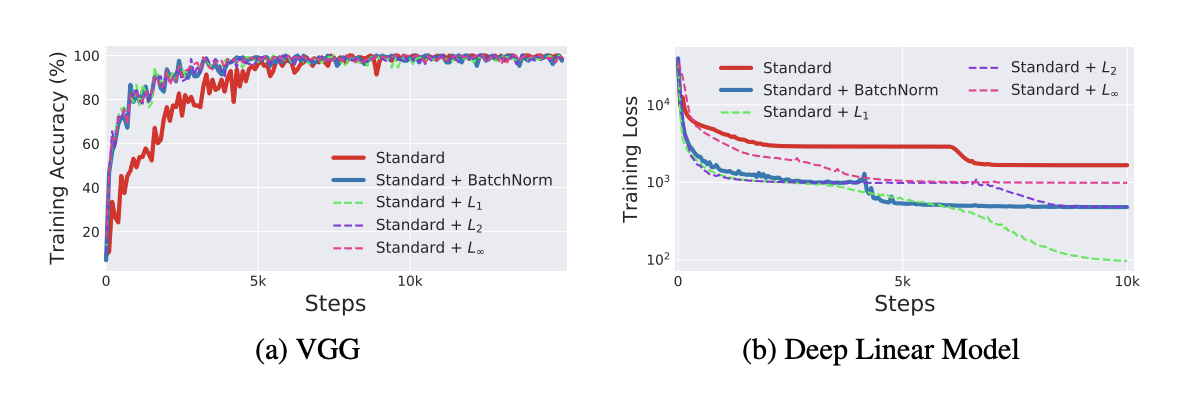 Training Accuracy (%)
100
80
60
40
20
0
5k
10k
Steps
Standard
Standard + BatchNorm
Standard + L₁
Standard + L₂
Standard + L∞
(a) VGG
Training Loss
10⁴
10³
10²
0
5k
10k
Steps
Standard
Standard + BatchNorm
Standard + L₁
Standard + L₂
Standard + L∞
(b) Deep Linear Model